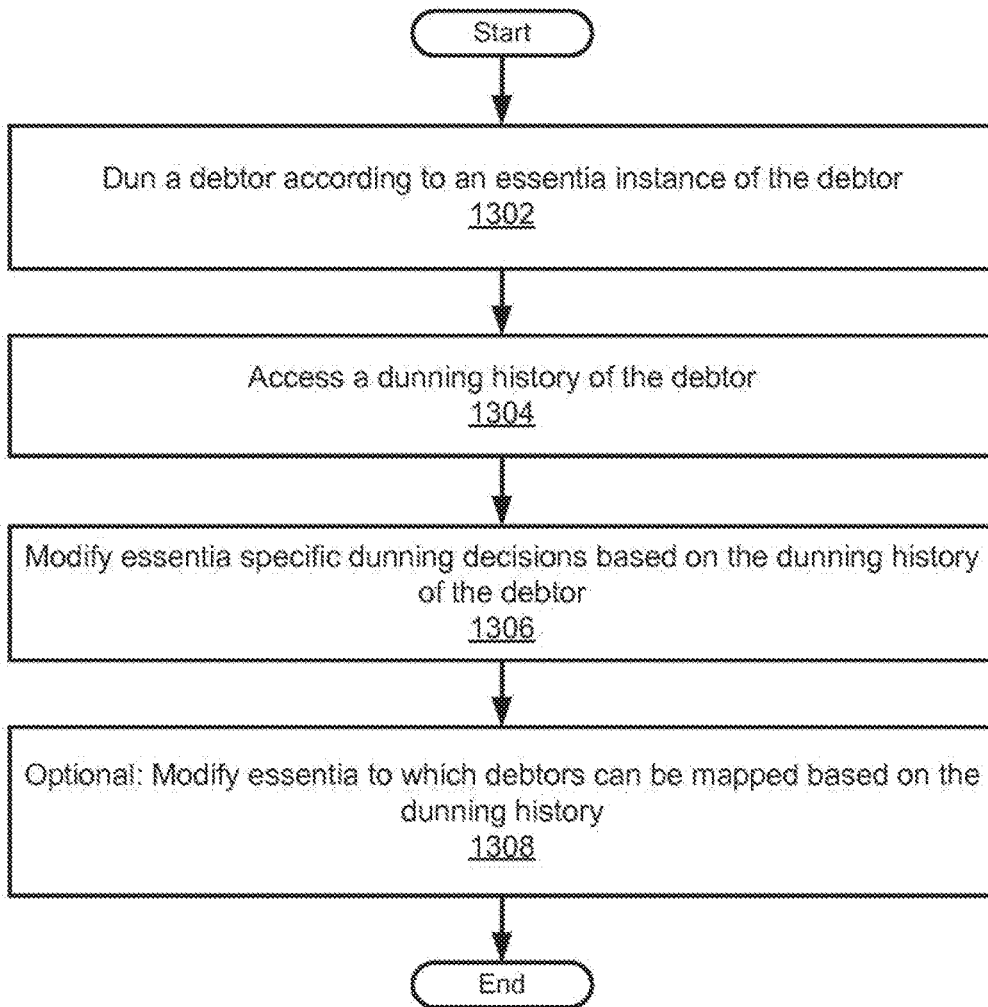 Start
Dun a debtor according to an essentia instance of the debtor
1302
Access a dunning history of the debtor
1304
Modify essentia specific dunning decisions based on the dunning history
of the debtor
1306
Optional: Modify essentia to which debtors can be mapped based on the
dunning history
1308
End